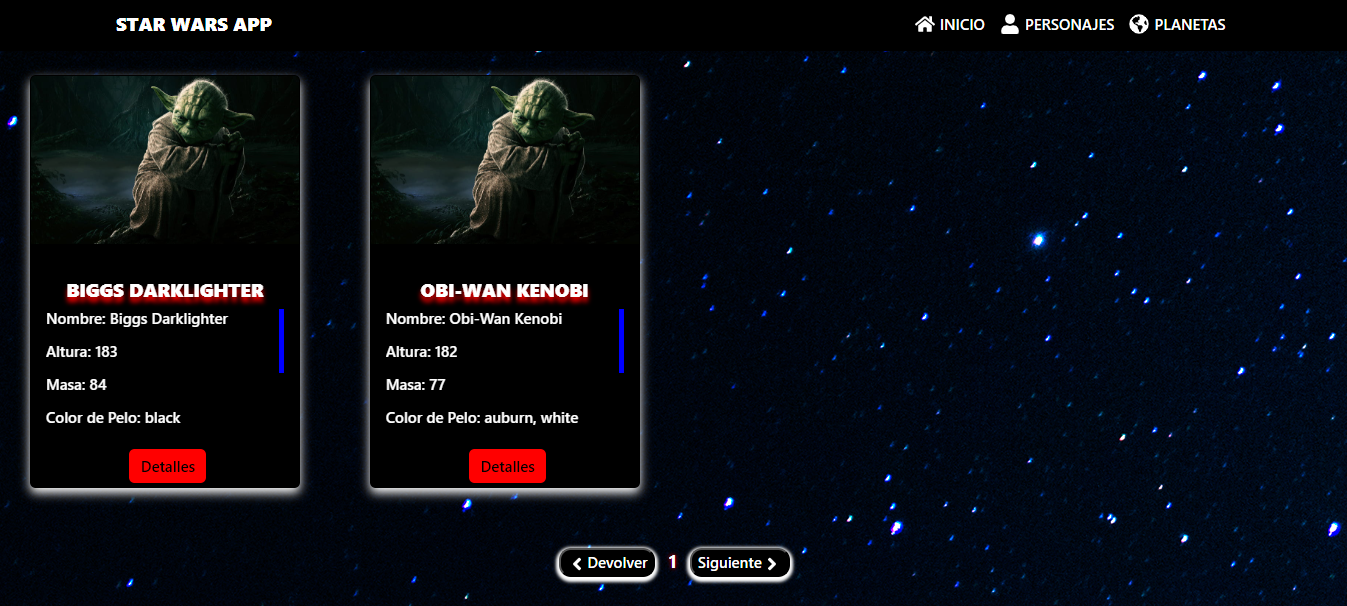 STAR WARS APP
INICIO
PERSONAJES
PLANETAS
BIGGS DARKLIGHTER
Nombre: Biggs Darklighter
Altura: 183
Masa: 84
Color de Pelo: black
Detalles
OBI-WAN KENOBI
Nombre: Obi-Wan Kenobi
Altura: 182
Masa: 77
Color de Pelo: auburn, white
Detalles
Devolver
1
Siguiente